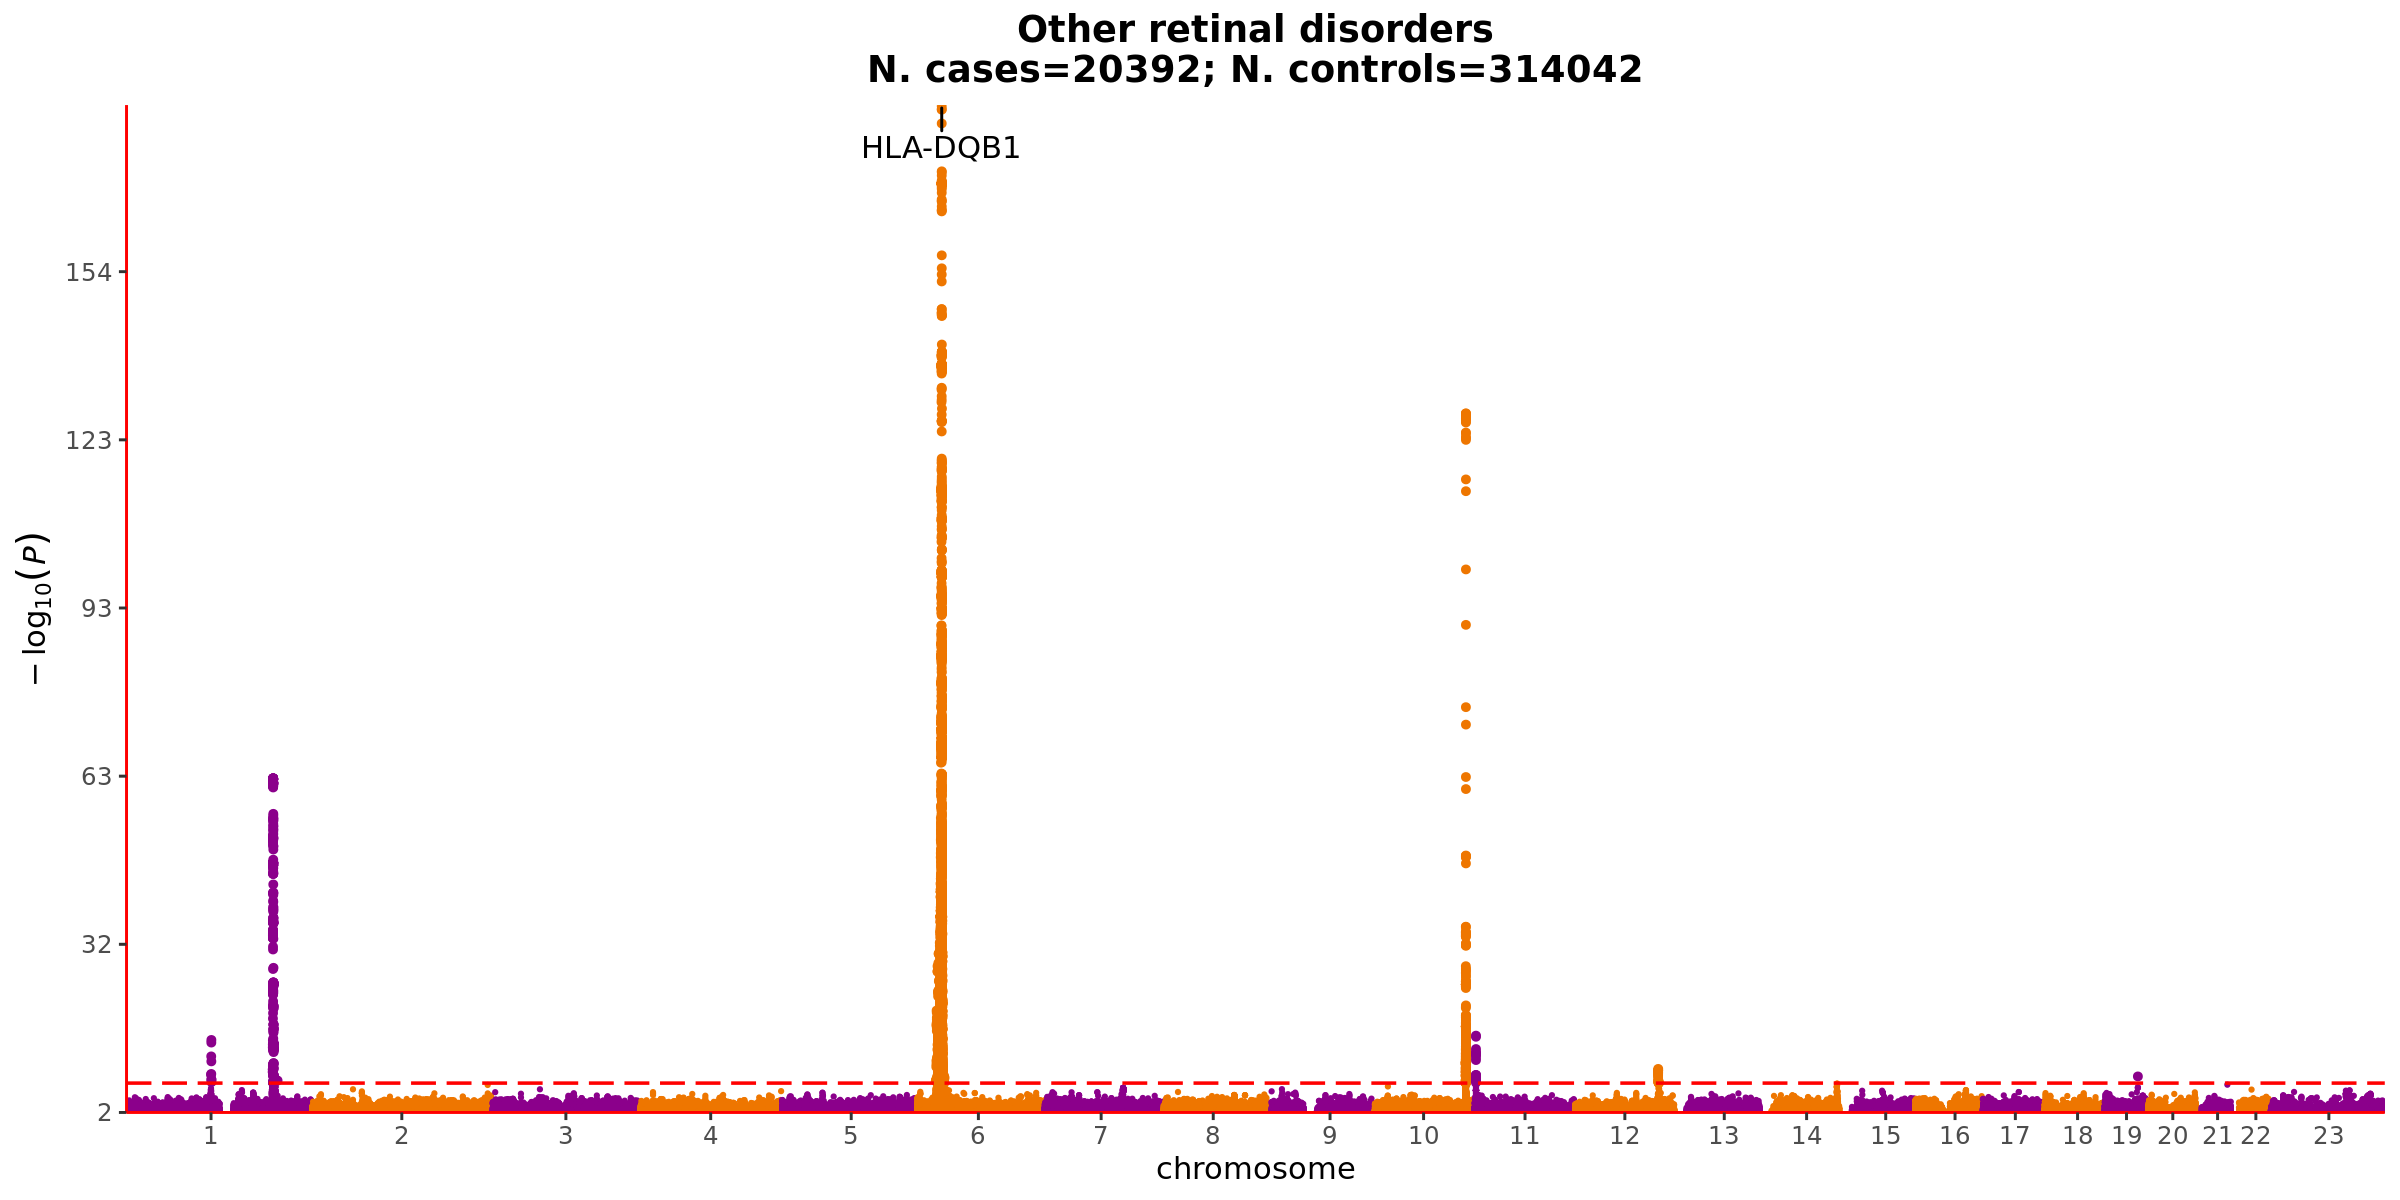 Other retinal disorders
N. cases=20392; N. controls=314042
HLA-DQB1
154
123
93
63
32
2
−log10(P)
1 2 3 4 5 6 7 8 9 10 11 12 13 14 15 16 17 18 19 20 21 22 23
chromosome